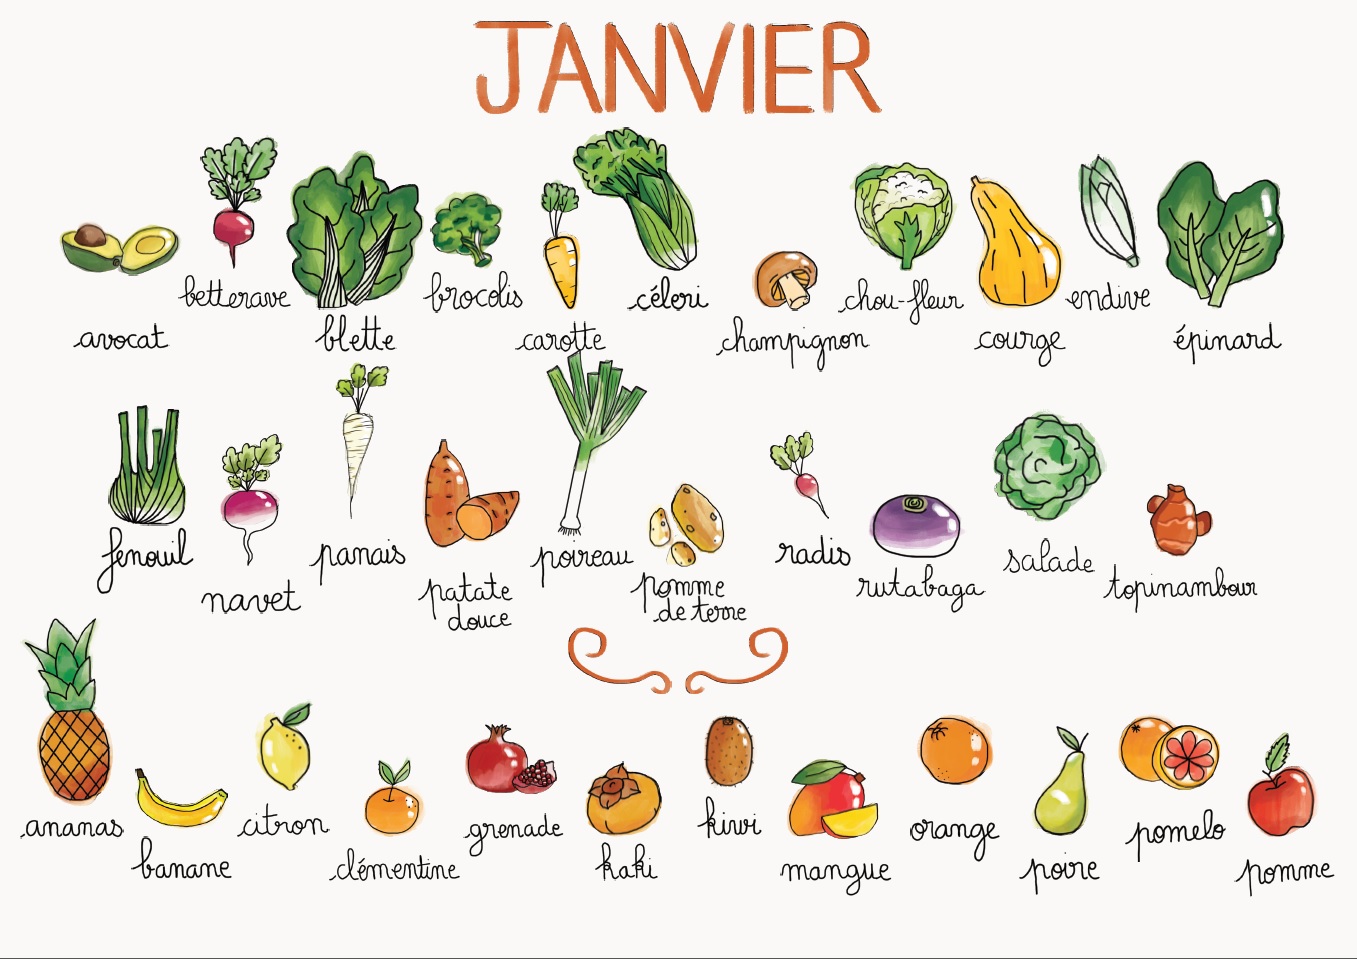 JANVIER
avocat
betterave
blette
brocolis
carotte
céleri
champignon
chou-fleur
courge
endive
épinard
fenouil
navet
panais
patate
douce
poireau
pomme
de terre
radis
rutabaga
salade
topinambour
ananas
banane
citron
clémentine
grenade
kaki
kiwi
mangue
orange
poire
pomelo
pomme